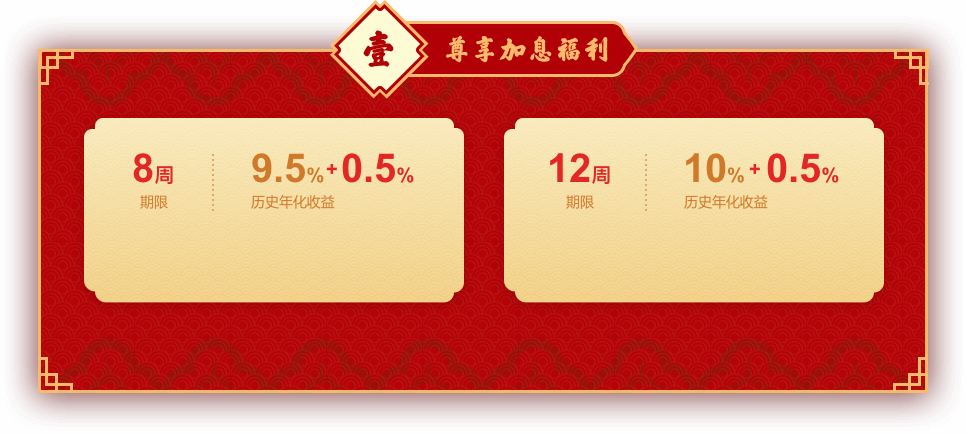 壹
尊享加息福利
8周
9.5%+0.5%
期限
历史年化收益
12周
10%+0.5%
期限
历史年化收益